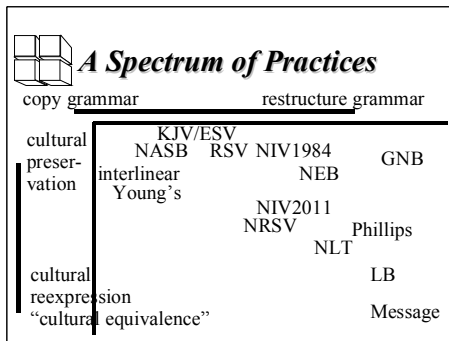 A Spectrum of Practices
copy grammar restructure grammar
cultural
preser-
vation
KJV/ESV
NASB RSV NIV1984
GNB
interlinear NEB
Young's
NIV2011
NRSV Phillips
NLT
cultural
reexpression
"cultural equivalence"
LB
Message